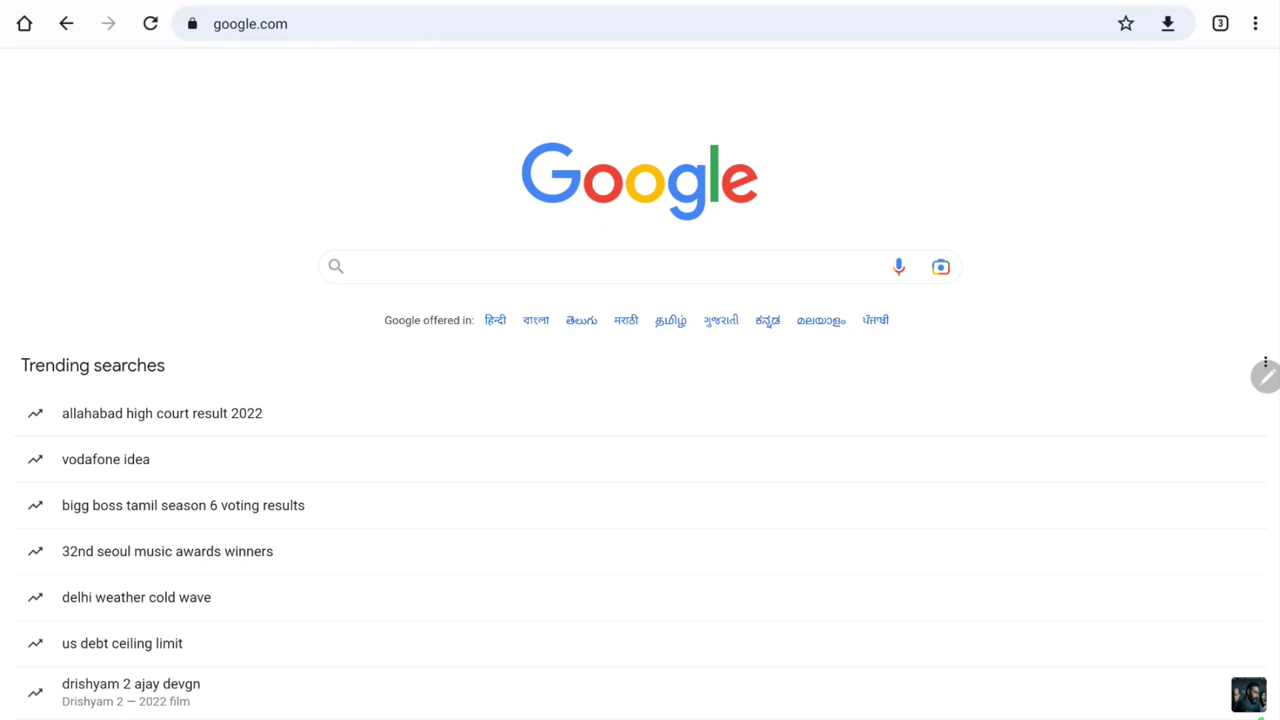 google.com
3
Google
Google offered in: हिन्दी বাংলা తెలుగు मराठी தமிழ் ગુજરાતી ಕನ್ನಡ മലയാളം ਪੰਜਾਬੀ
Trending searches
allahabad high court result 2022
vodafone idea
bigg boss tamil season 6 voting results
32nd seoul music awards winners
delhi weather cold wave
us debt ceiling limit
drishyam 2 ajay devgn
Drishyam 2 — 2022 film